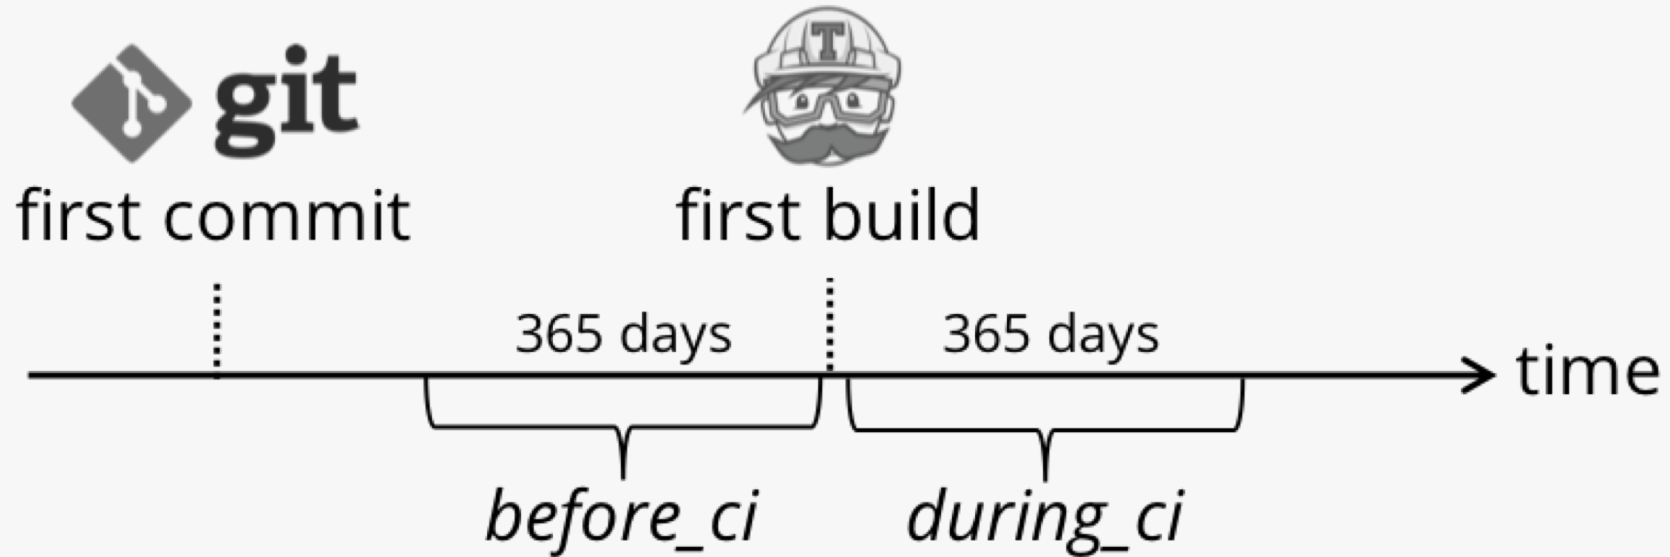 git
T
first commit
first build
365 days
365 days
time
before_ci
during_ci